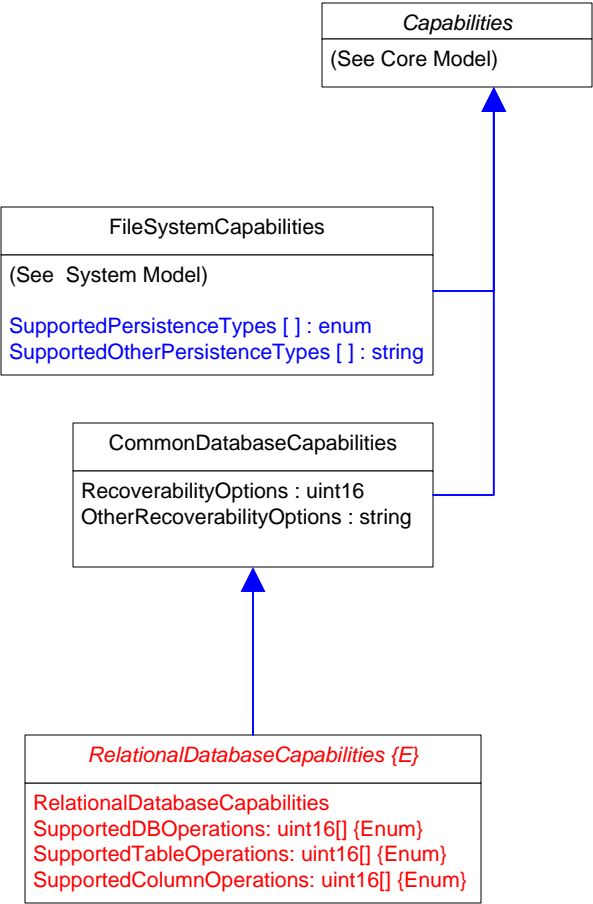 Capabilities
(See Core Model)
FileSystemCapabilities
(See System Model)
SupportedPersistenceTypes [ ] : enum
SupportedOtherPersistenceTypes [ ] : string
CommonDatabaseCapabilities
RecoverabilityOptions : uint16
OtherRecoverabilityOptions : string
RelationalDatabaseCapabilities {E}
RelationalDatabaseCapabilities
SupportedDBOperations: uint16[] {Enum}
SupportedTableOperations: uint16[] {Enum}
SupportedColumnOperations: uint16[] {Enum}